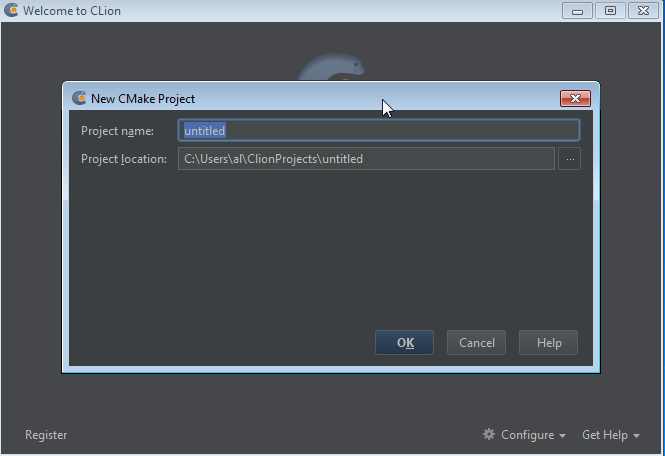 Welcome to CLion
New CMake Project
Project name: untitled
Project location: C:\Users\al\ClionProjects\untitled ...
OK Cancel Help
Register Configure Get Help